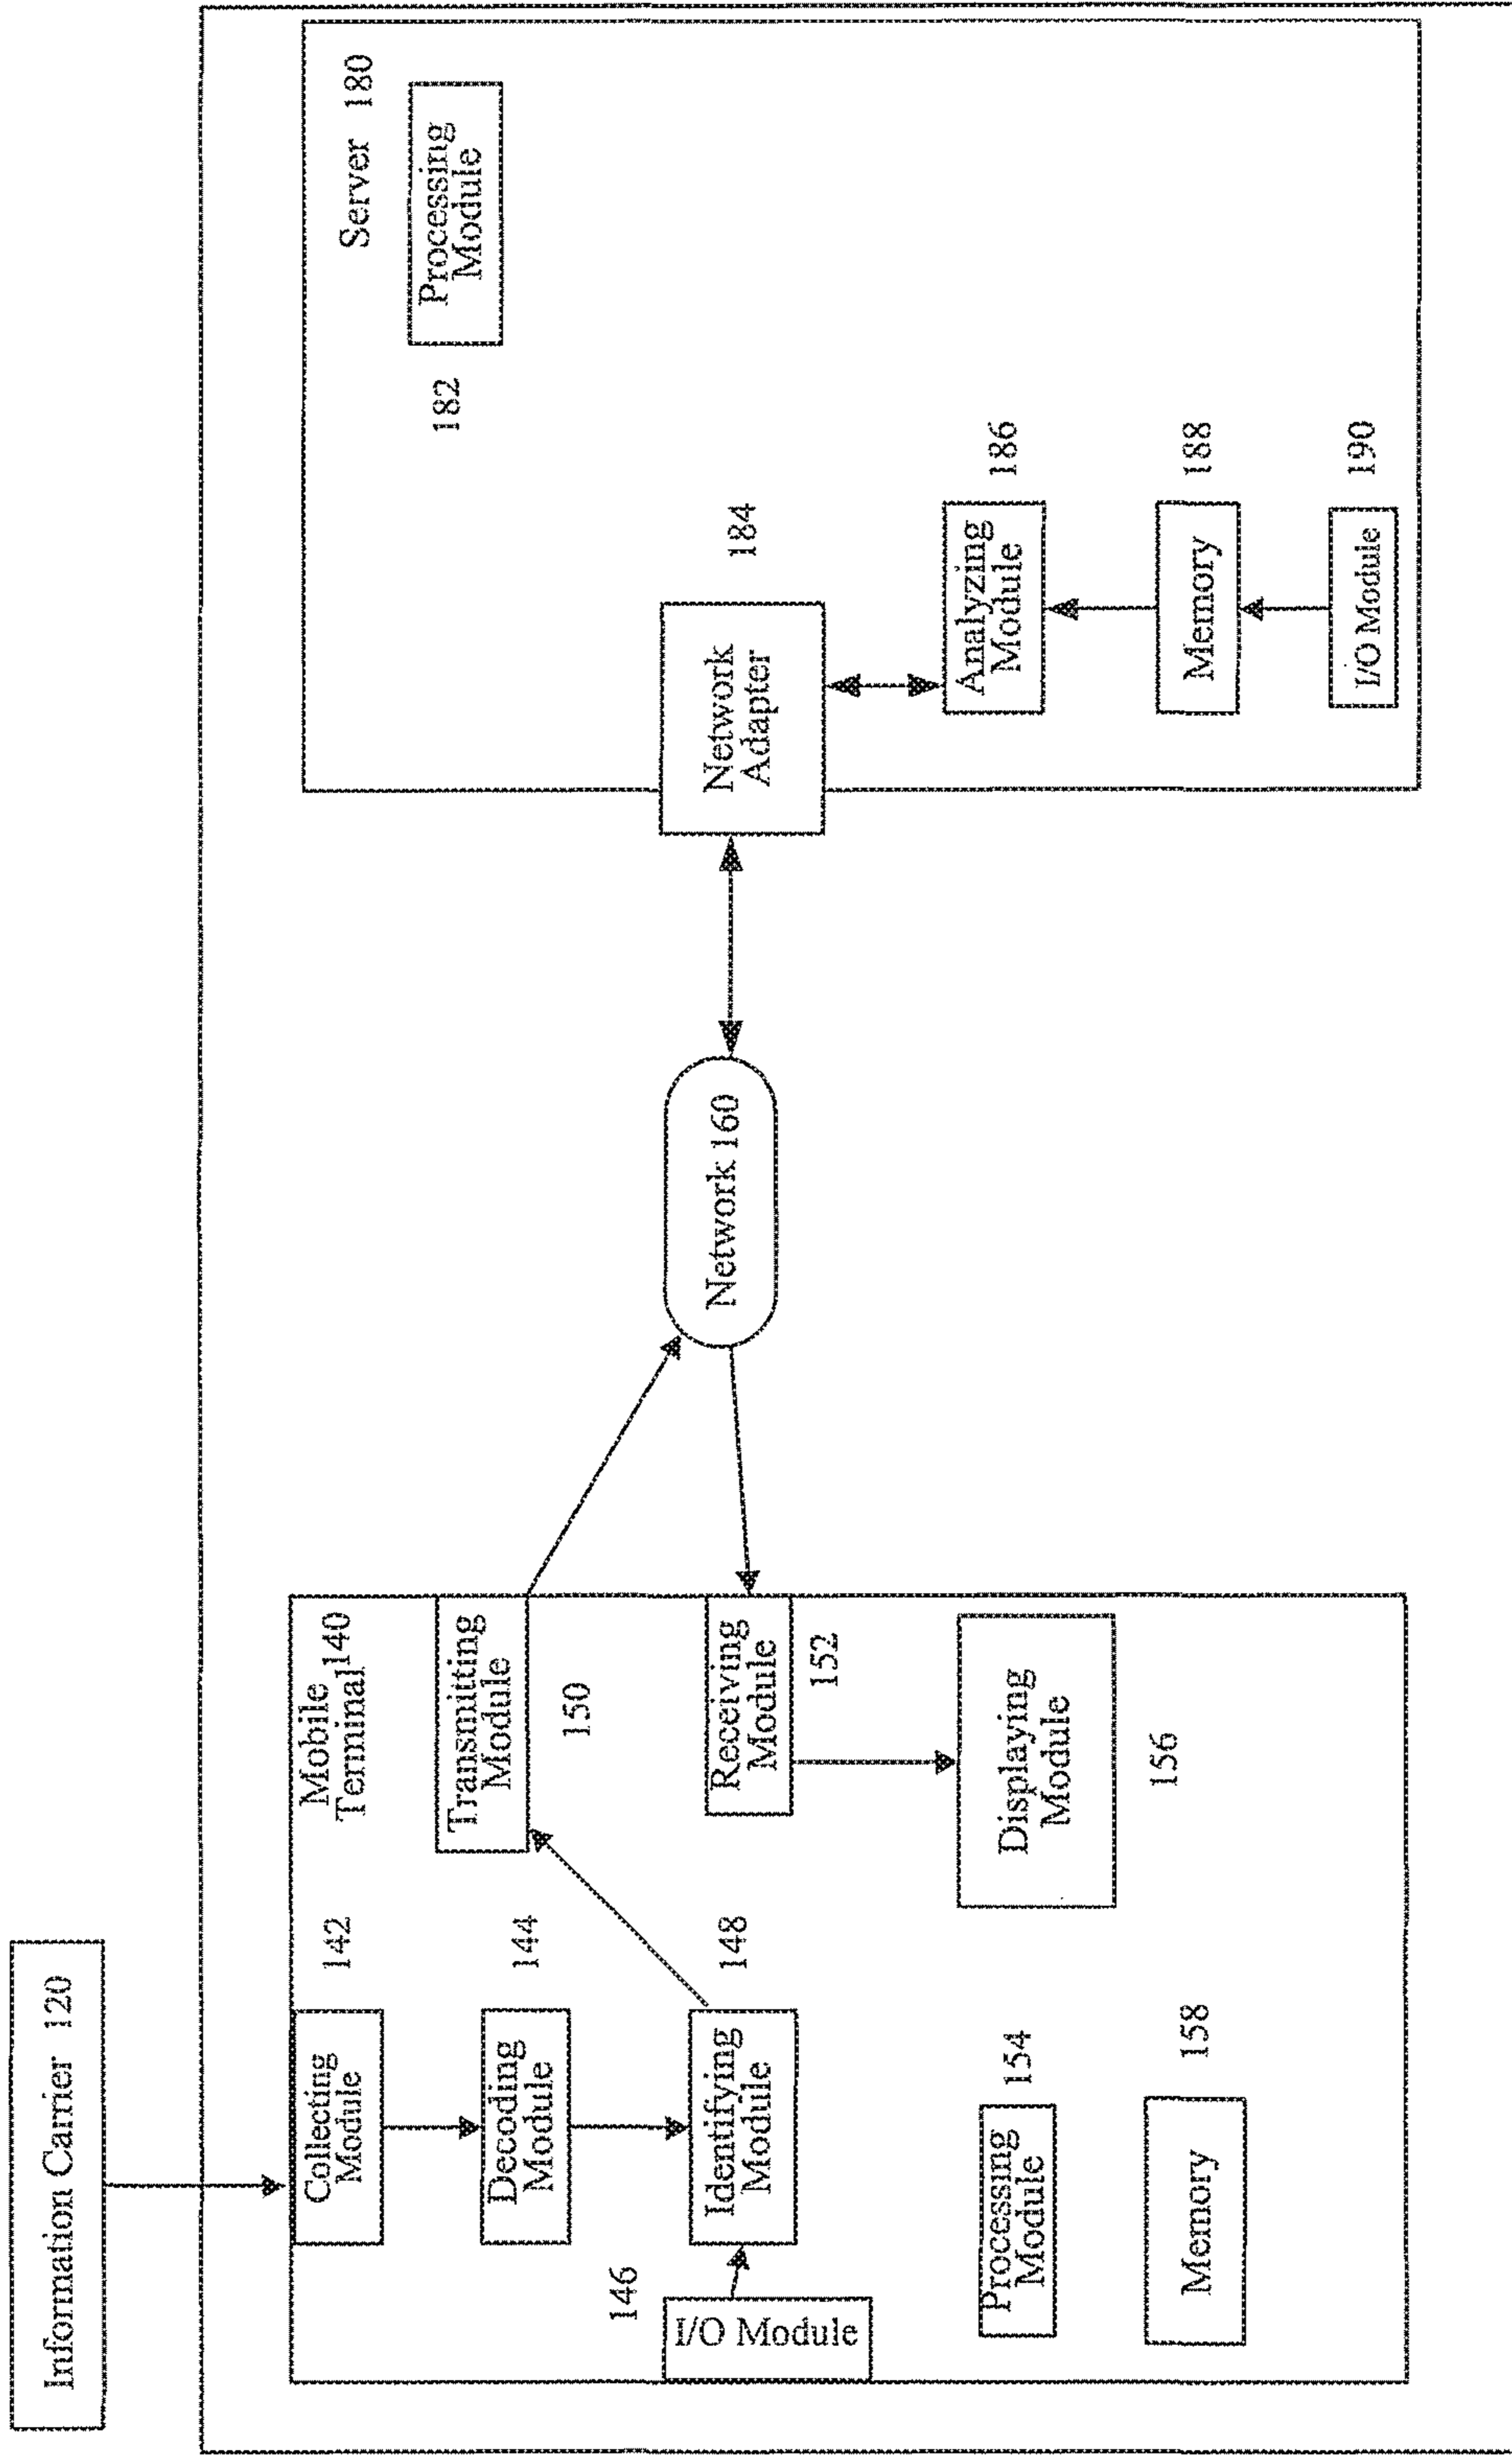 Information Carrier 120
Mobile
Terminal 140
Collecting
Module
142
Decoding
Module
144
146
I/O Module
Identifying
Module
148
Transmitting
Module
150
Receiving
Module
152
Processing
Module
154
Displaying
Module
156
Memory
158
Network 160
Server 180
Processing
Module
182
Network
Adapter
184
Analyzing
Module
186
Memory
188
I/O Module
190